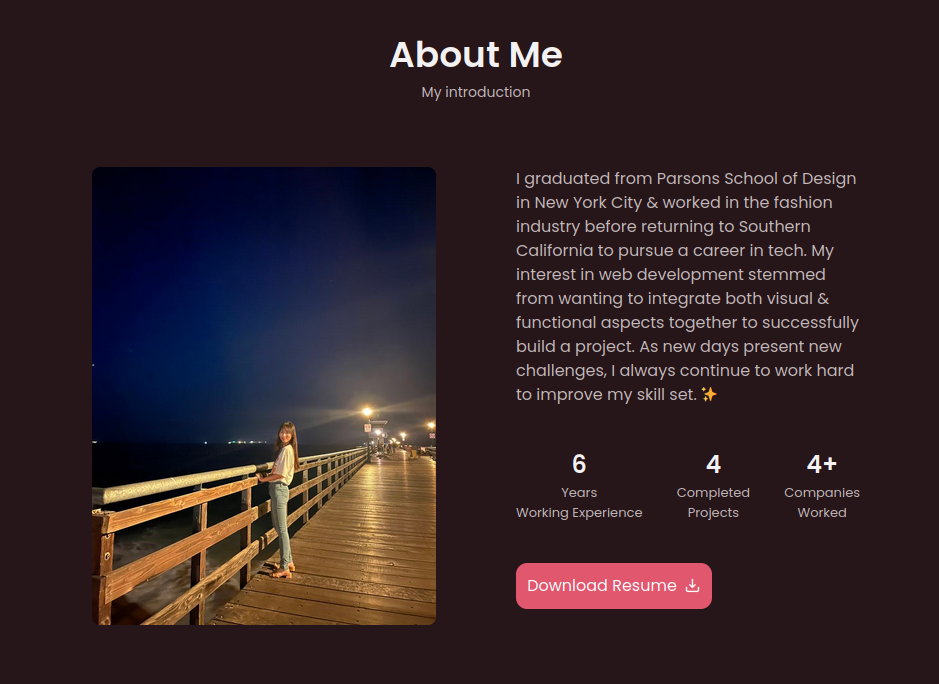 About Me
My introduction
I graduated from Parsons School of Design
in New York City & worked in the fashion
industry before returning to Southern
California to pursue a career in tech. My
interest in web development stemmed
from wanting to integrate both visual &
functional aspects together to successfully
build a project. As new days present new
challenges, I always continue to work hard
to improve my skill set. ✨
6
Years
Working Experience
4
Completed
Projects
4+
Companies
Worked
Download Resume